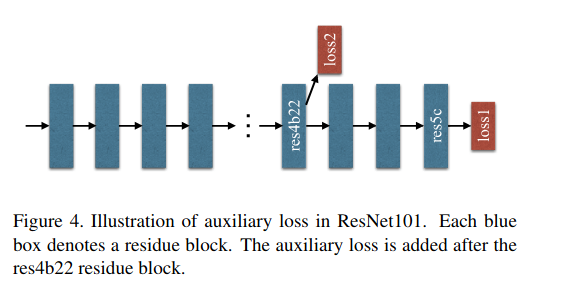 loss2
res4b22
res5c
loss1
Figure 4. Illustration of auxiliary loss in ResNet101. Each blue
box denotes a residue block. The auxiliary loss is added after the
res4b22 residue block.